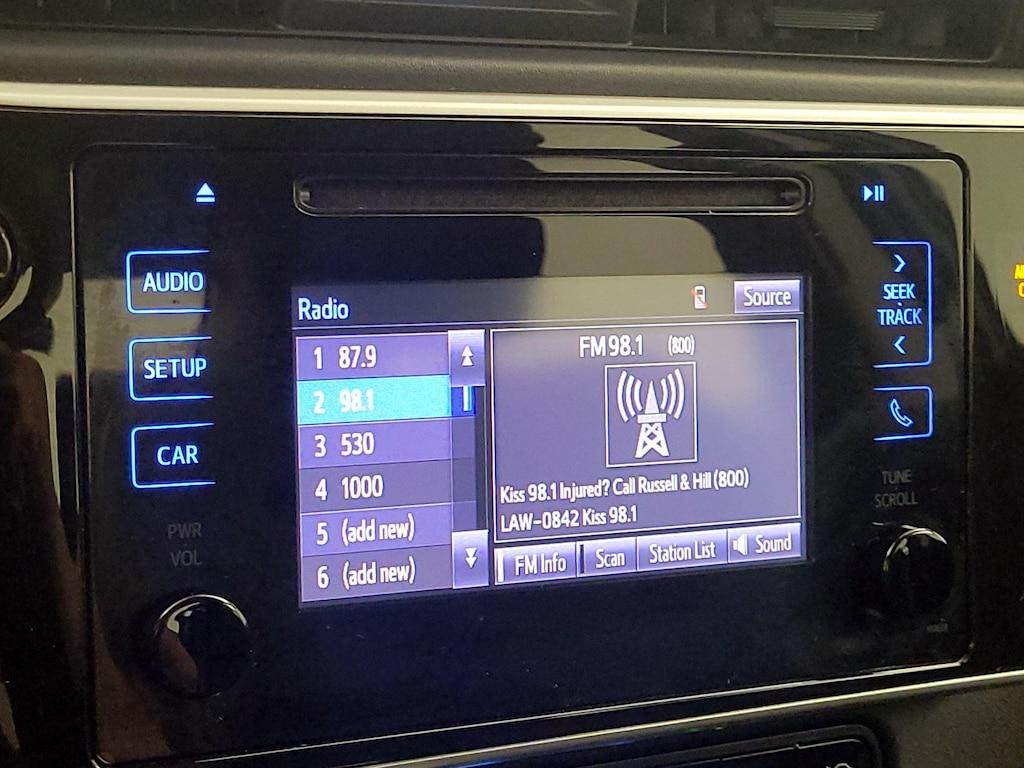 AUDIO
SETUP
CAR
PWR
VOL
Radio
Source
1 87.9
2 98.1
3 530
4 1000
5 (add new)
6 (add new)
FM 98.1 (800)
Kiss 98.1 Injured? Call Russell & Hill (800)
LAW-0842 Kiss 98.1
FM Info
Scan
Station List
Sound
SEEK
TRACK
TUNE
SCROLL